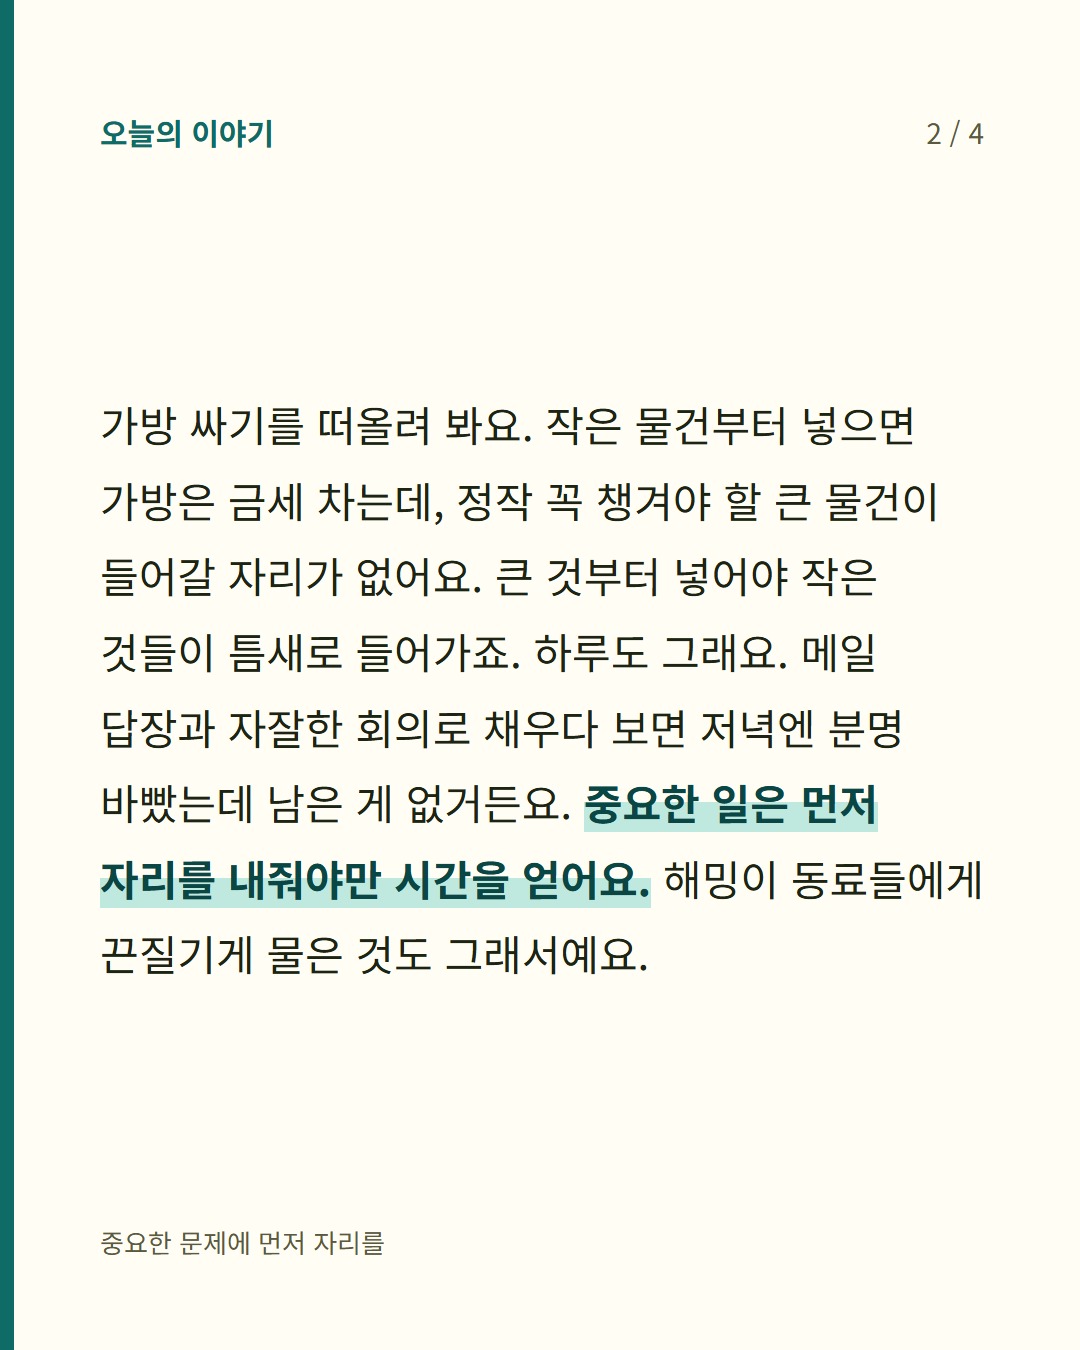 오늘의 이야기
2 / 4
가방 싸기를 떠올려 봐요. 작은 물건부터 넣으면
가방은 금세 차는데, 정작 꼭 챙겨야 할 큰 물건이
들어갈 자리가 없어요. 큰 것부터 넣어야 작은
것들이 틈새로 들어가죠. 하루도 그래요. 메일
답장과 자잘한 회의로 채우다 보면 저녁엔 분명
바빴는데 남은 게 없거든요. 중요한 일은 먼저
자리를 내줘야만 시간을 얻어요. 해밍이 동료들에게
끈질기게 물은 것도 그래서예요.
중요한 문제에 먼저 자리를